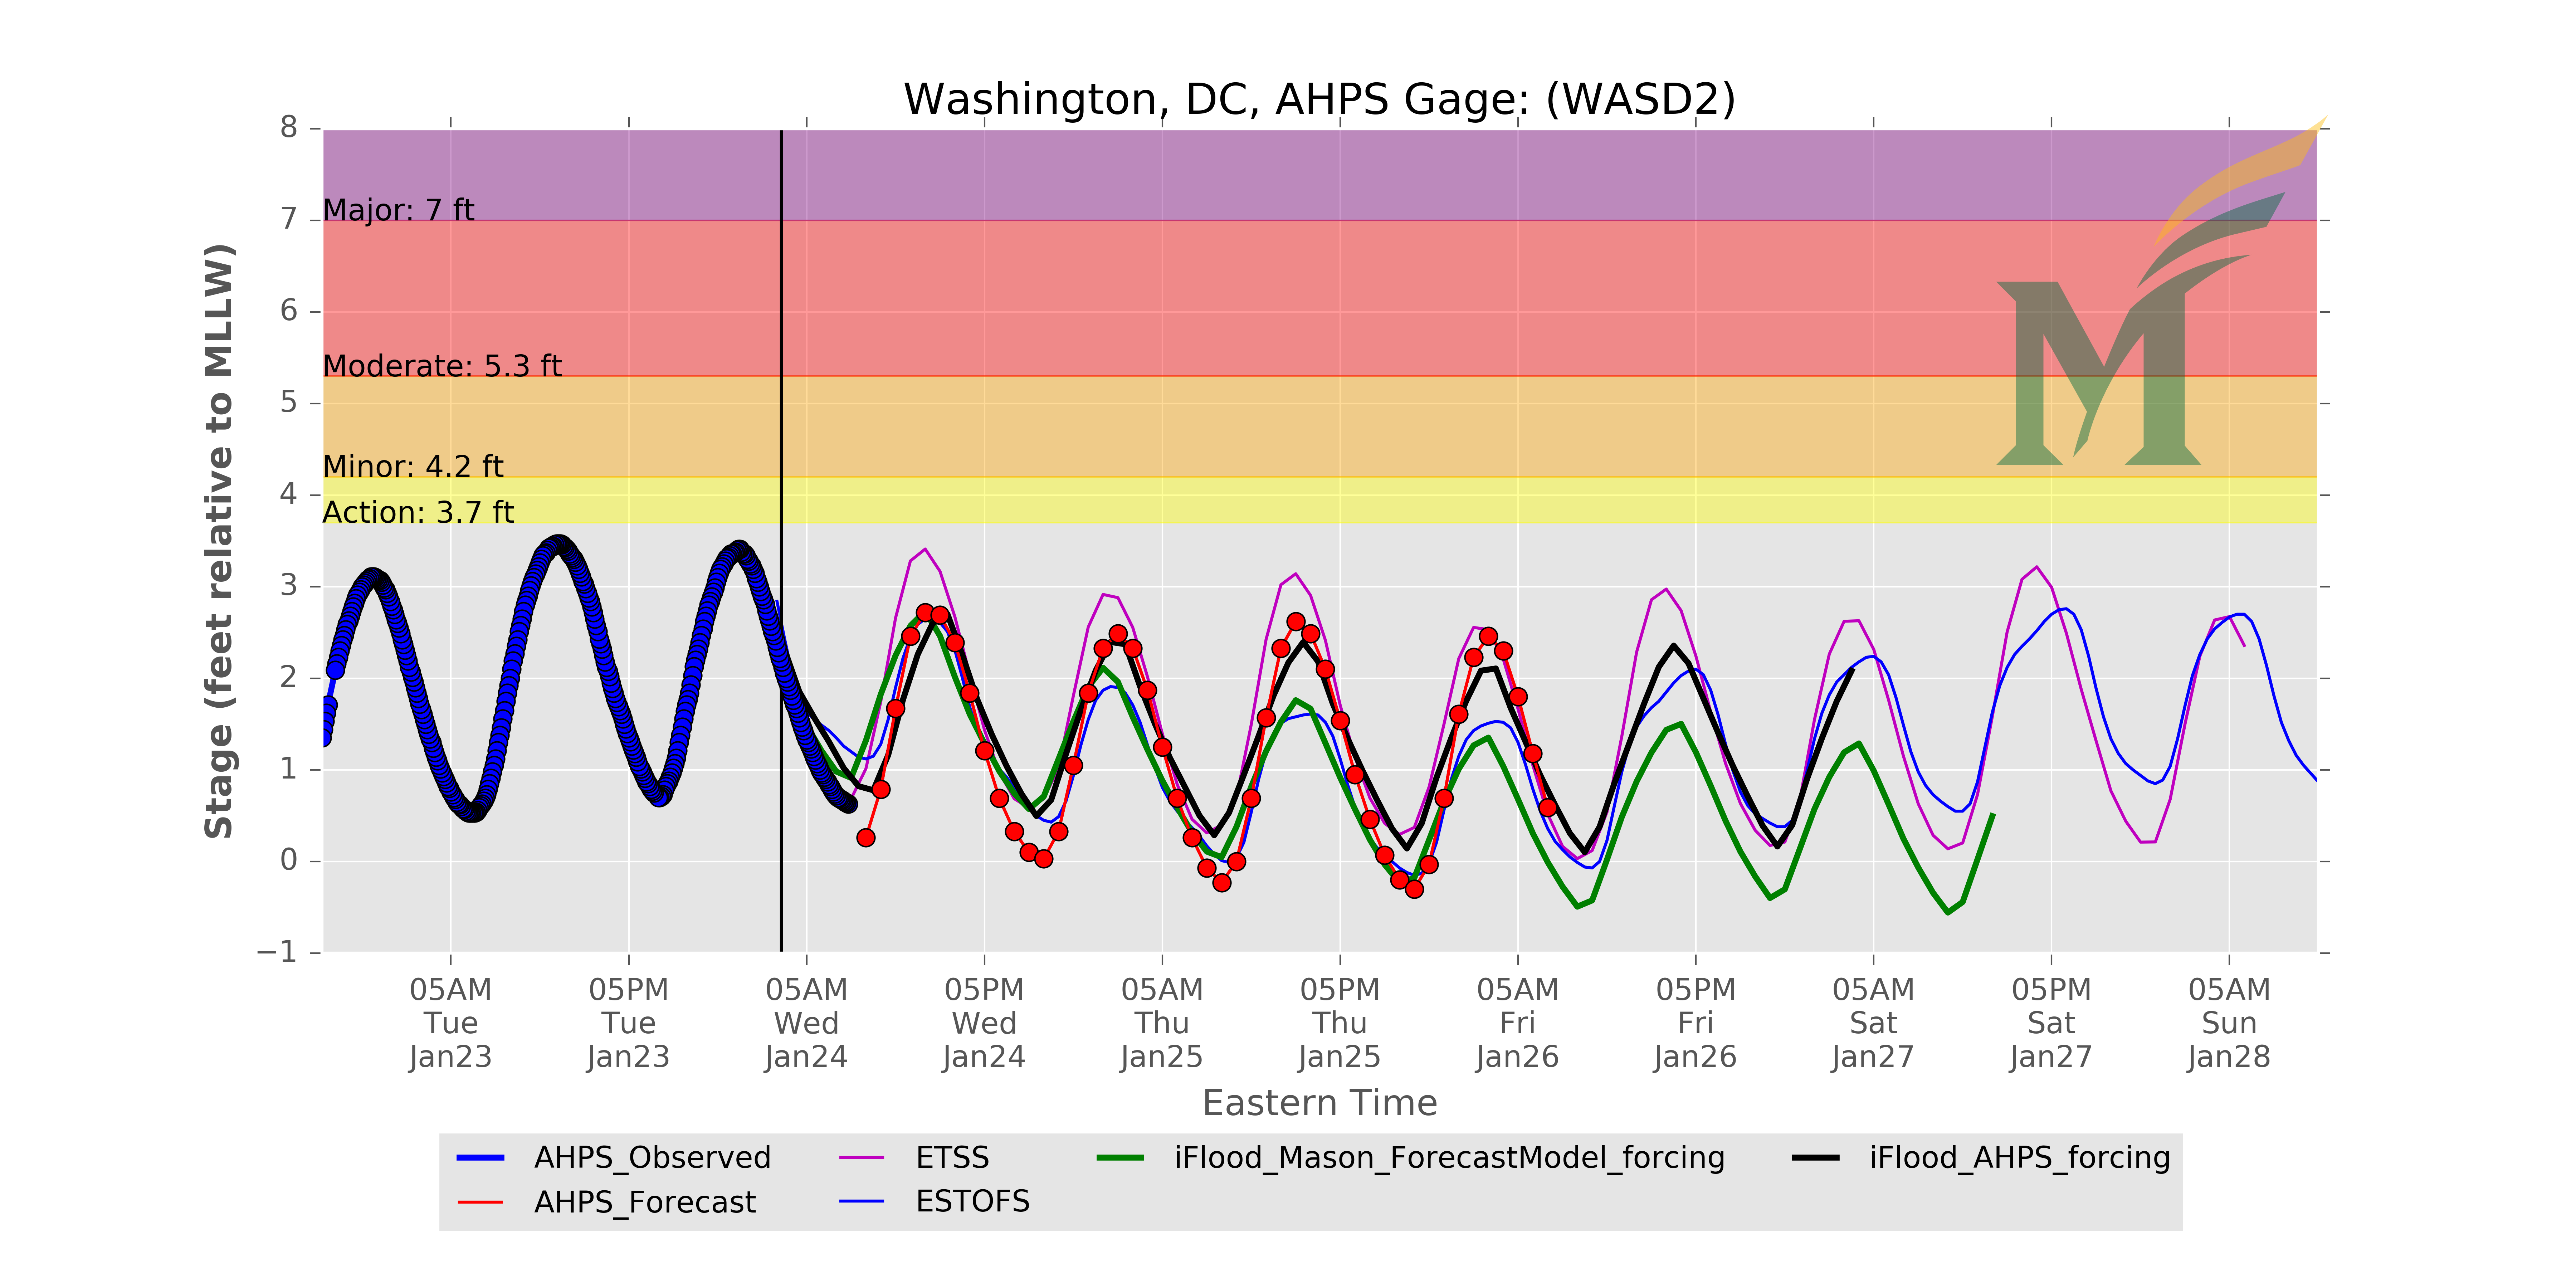 Washington, DC, AHPS Gage: (WASD2)
8
7
6
5
4
3
2
1
0
−1
Stage (feet relative to MLLW)
Major: 7 ft
Moderate: 5.3 ft
Minor: 4.2 ft
Action: 3.7 ft
05AM 05PM 05AM 05PM 05AM 05PM 05AM 05PM 05AM 05PM 05AM
Tue Tue Wed Wed Thu Thu Fri Fri Sat Sat Sun
Jan23 Jan23 Jan24 Jan24 Jan25 Jan25 Jan26 Jan26 Jan27 Jan27 Jan28
Eastern Time
AHPS_Observed ETSS iFlood_Mason_ForecastModel_forcing iFlood_AHPS_forcing
AHPS_Forecast ESTOFS
M